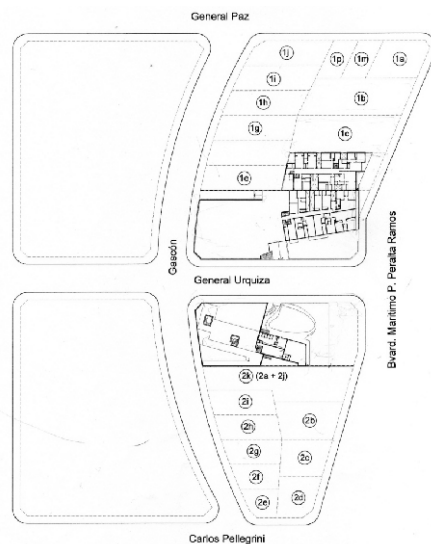 General Paz
1j
1p
1m
1a
1i
1h
1b
1g
1c
1e
Gascón
Bvard. Marítimo P. Peralta Ramos
General Urquiza
2k (2a + 2j)
2i
2b
2h
2g
2c
2f
2d
2e
Carlos Pellegrini